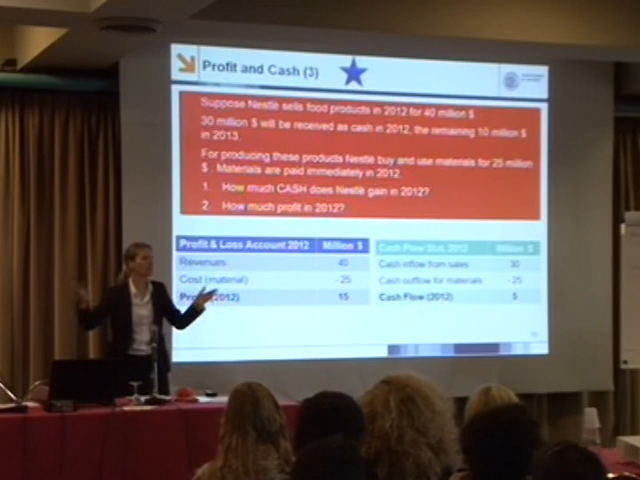 Profit and Cash (3)
Suppose Nestlé sells food products in 2012 for 40 million $.
30 million $ will be received as cash in 2012, the remaining 10 million $
in 2013.
For producing these products Nestlé buy and use materials for 25 million
$ . Materials are paid immediately in 2012.
1. How much CASH does Nestlé gain in 2012?
2. How much profit in 2012?
Profit & Loss Account 2012 Million $
Revenues 40
Cost (material) - 25
(2012) 15
Cash Flow Stat. 2012 Million $
Cash inflow from sales 30
Cash outflow for materials - 25
Cash Flow (2012) 5